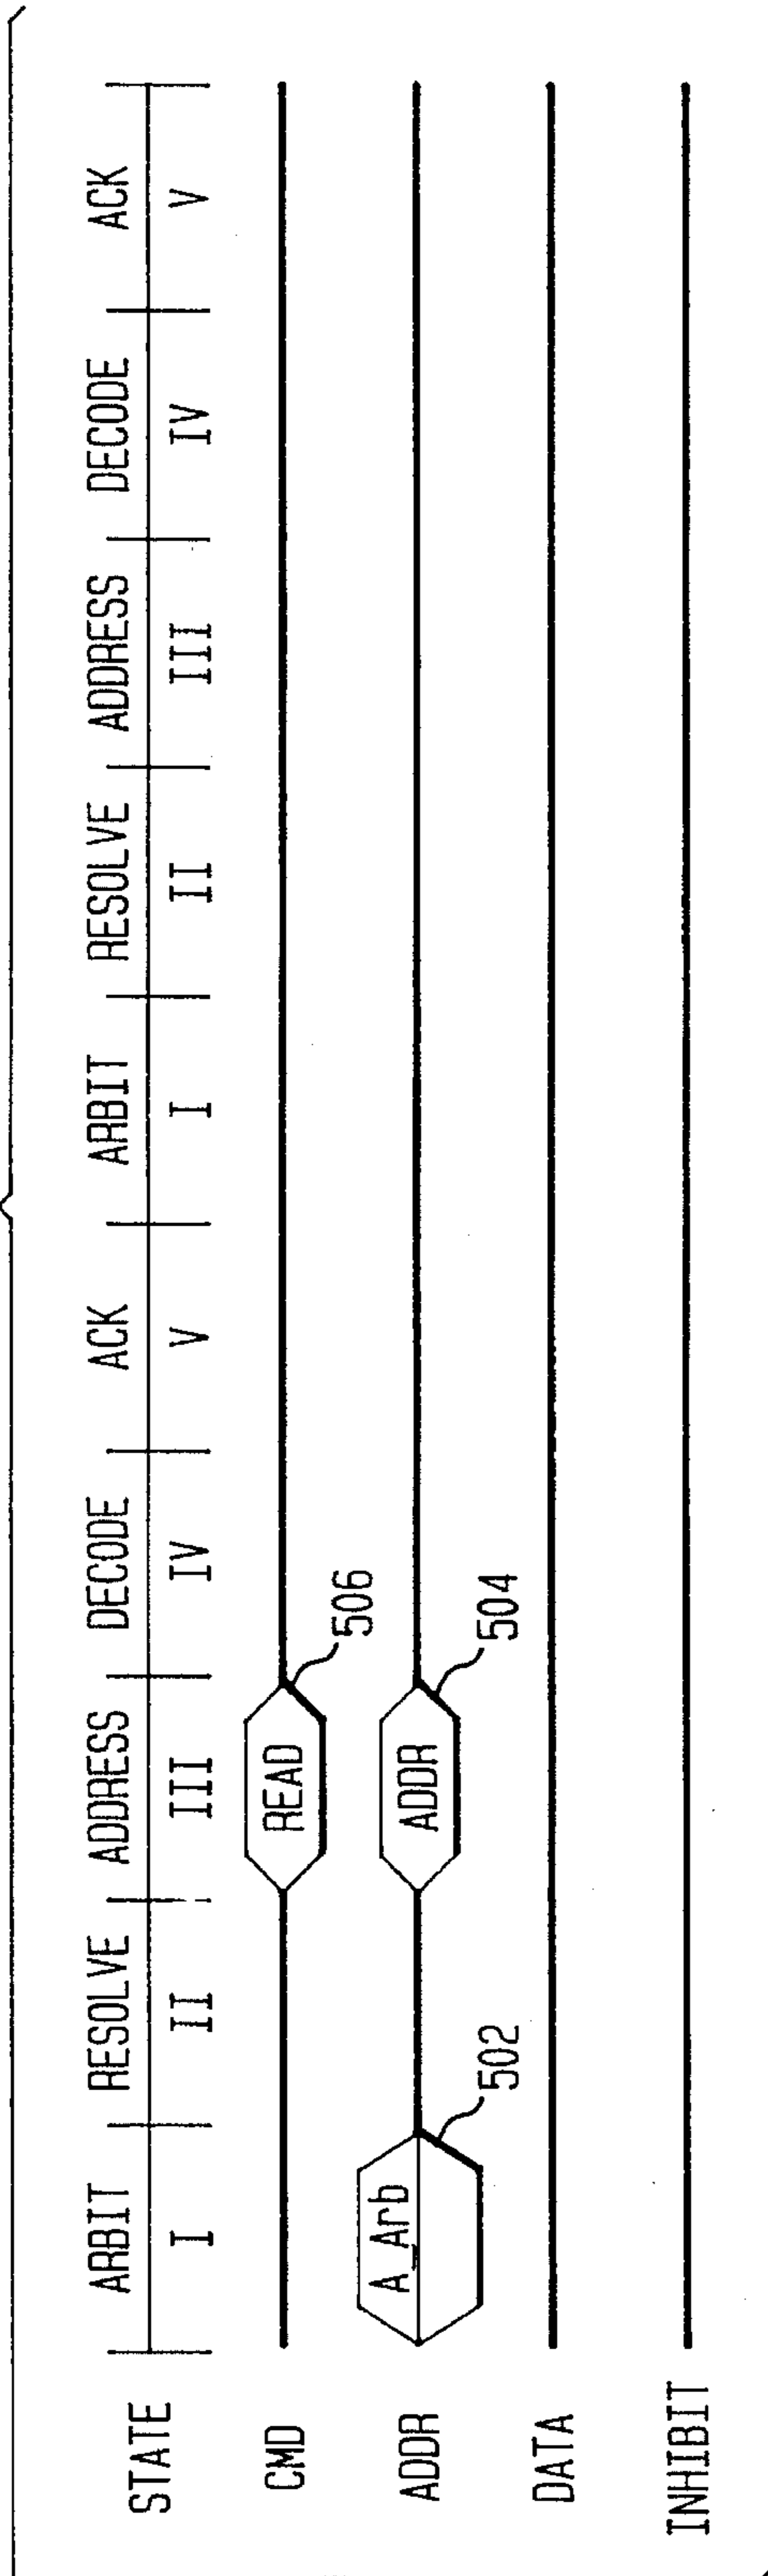 STATE ARBIT RESOLVE ADDRESS DECODE ACK ARBIT RESOLVE ADDRESS DECODE ACK
I II III IV V I II III IV V
CMD READ 506
ADDR A_Arb 502 ADDR 504
DATA
INHIBIT